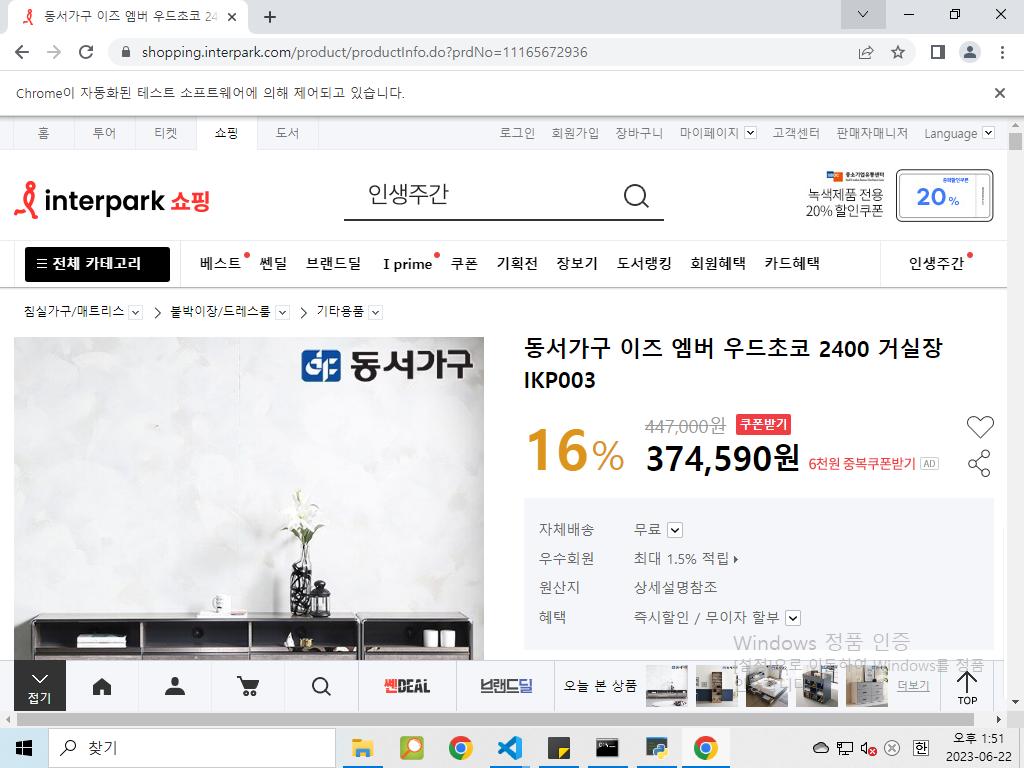 동서가구 이즈 엠버 우드초코 24
shopping.interpark.com/product/productInfo.do?prdNo=11165672936
Chrome이 자동화된 테스트 소프트웨어에 의해 제어되고 있습니다.
홈 투어 티켓 쇼핑 도서 로그인 회원가입 장바구니 마이페이지 고객센터 판매자매니저 Language
interpark 쇼핑
인생주간
중소기업유통센터
녹색제품 전용
20% 할인쿠폰
중복할인쿠폰
20%
전체 카테고리 베스트 쎈딜 브랜드딜 I prime 쿠폰 기획전 장보기 도서랭킹 회원혜택 카드혜택 인생주간
침실가구/매트리스 붙박이장/드레스룸 기타용품
동서가구
동서가구 이즈 엠버 우드초코 2400 거실장
IKP003
16%
447,000원 쿠폰받기
374,590원 6천원 중복쿠폰받기 AD
자체배송 무료
우수회원 최대 1.5% 적립
원산지 상세설명참조
혜택 즉시할인 / 무이자 할부
Windows 정품 인증
[설정]으로 이동하여 Windows를 정품
접기
쎈DEAL
브랜드딜
오늘 본 상품
더보기
TOP
찾기
한
오후 1:51
2023-06-22